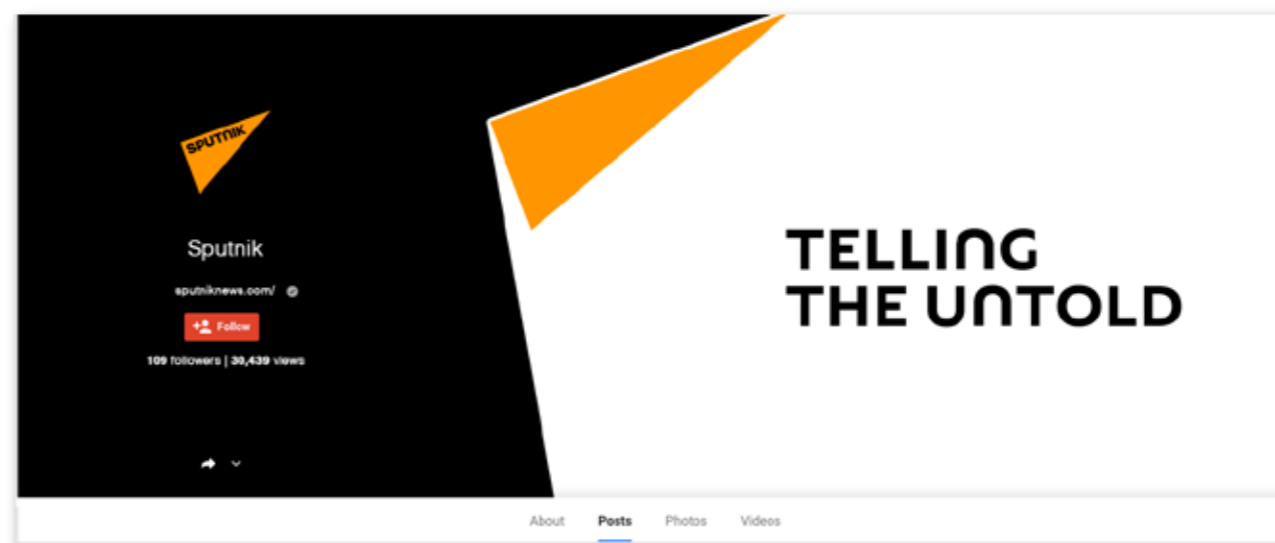 SPUTNIK
Sputnik
sputniknews.com/
Follow
109 followers | 30,439 views
TELLING
THE UNTOLD
About Posts Photos Videos